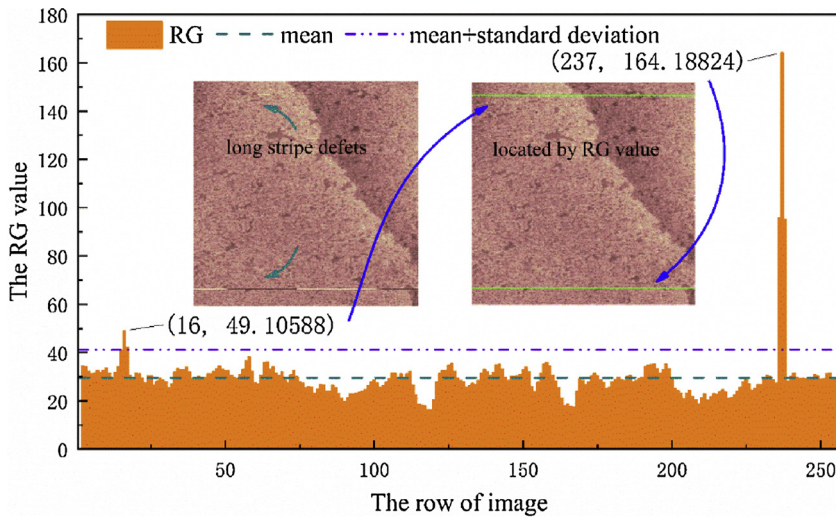 180
RG mean mean+standard deviation
160
(237, 164.18824)
140
long stripe defets
located by RG value
120
100
80
60
(16, 49.10588)
40
20
0
50 100 150 200 250
The RG value
The row of image